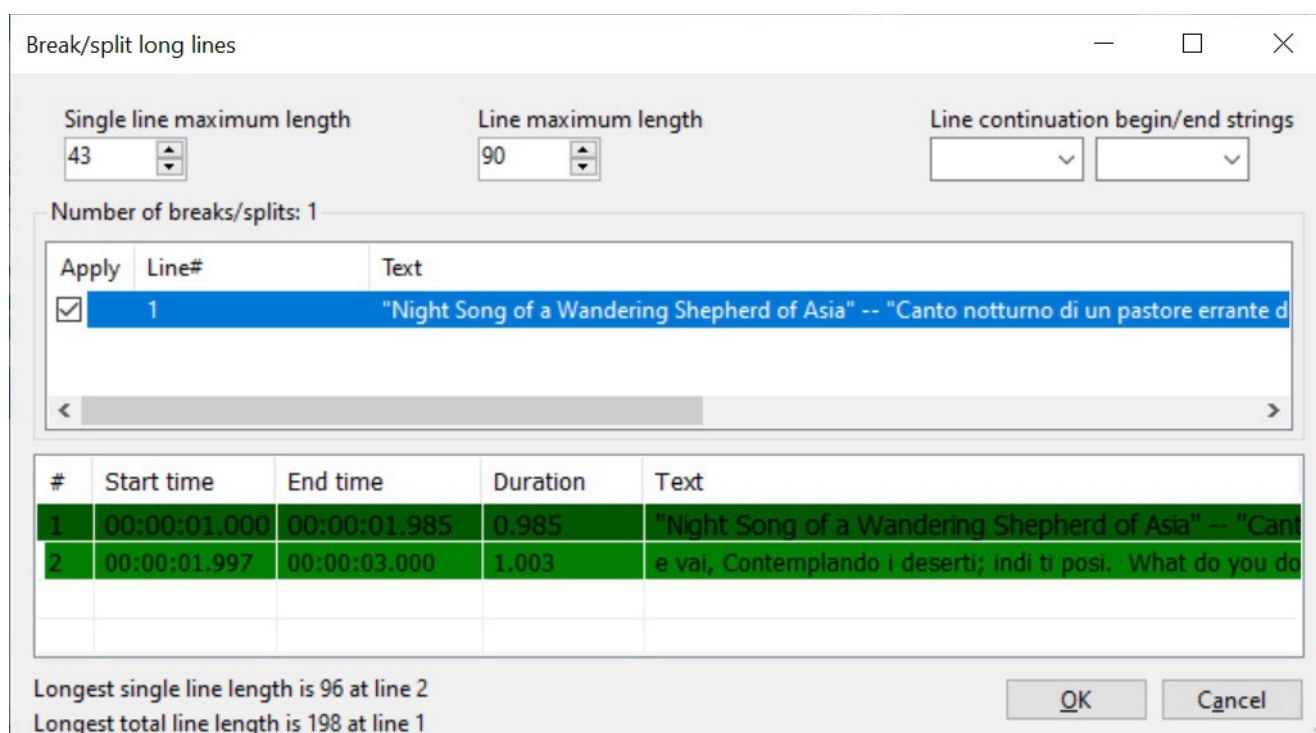 Break/split long lines
Single line maximum length Line maximum length Line continuation begin/end strings
43 90
Number of breaks/splits: 1
Apply Line# Text
1 "Night Song of a Wandering Shepherd of Asia" -- "Canto notturno di un pastore errante d
# Start time End time Duration Text
1 00:00:01.000 00:00:01.985 0.985 "Night Song of a Wandering Shepherd of Asia" -- "Cant
2 00:00:01.997 00:00:03.000 1.003 e vai, Contemplando i deserti; indi ti posi. What do you do
Longest single line length is 96 at line 2
Longest total line length is 198 at line 1
OK Cancel